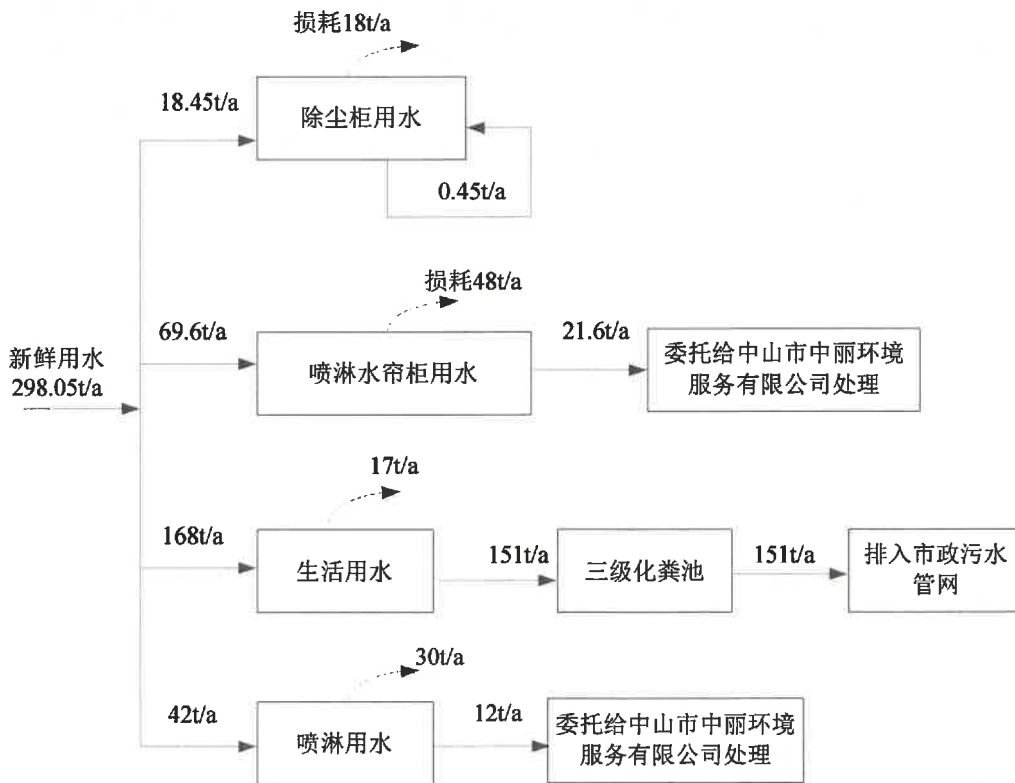 损耗18t/a
18.45t/a
除尘柜用水
0.45t/a
损耗48t/a
69.6t/a
喷淋水帘柜用水
21.6t/a
委托给中山市中丽环境
服务有限公司处理
新鲜用水
298.05t/a
17t/a
168t/a
生活用水
151t/a
三级化粪池
151t/a
排入市政污水
管网
30t/a
42t/a
喷淋用水
12t/a
委托给中山市中丽环境
服务有限公司处理